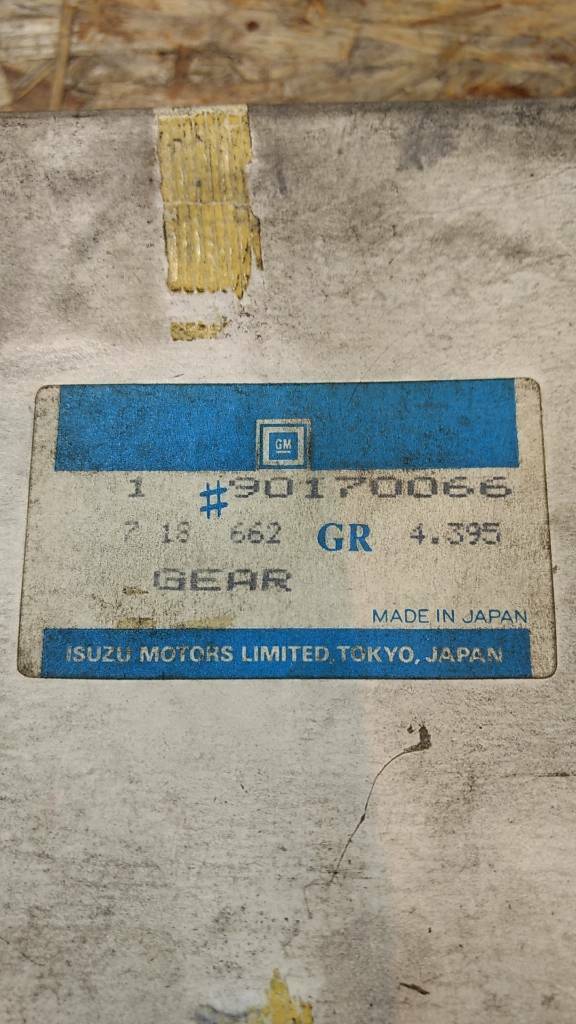 GM
1 #90170066
7 18 662 GR 4.395
GEAR
MADE IN JAPAN
ISUZU MOTORS LIMITED, TOKYO, JAPAN